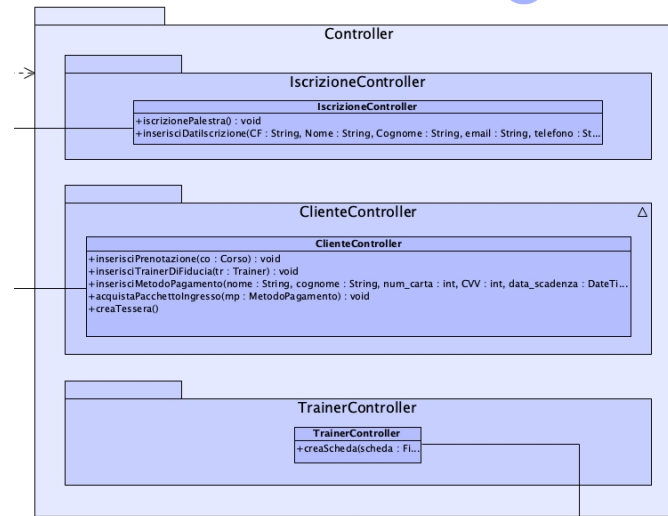 Controller
IscrizioneController
IscrizioneController
+iscrizionePalestra() : void
+inserisciDatiIscrizione(CF : String, Nome : String, Cognome : String, email : String, telefono : St...
ClienteController
ClienteController
+inserisciPrenotazione(co : Corso) : void
+inserisciTrainerDiFiducia(tr : Trainer) : void
+inserisciMetodoPagamento(nome : String, cognome : String, num_carta : int, CVV : int, data_scadenza : DateTi...
+acquistaPacchettoIngresso(mp : MetodoPagamento) : void
+creaTessera()
TrainerController
TrainerController
+creaScheda(scheda : Fi...